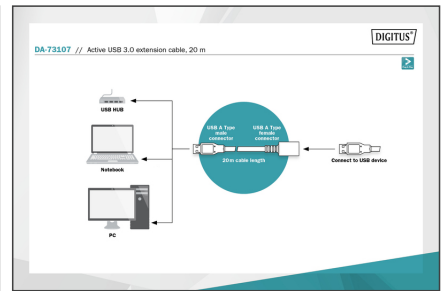 DIGITUS®
DA-73107 // Active USB 3.0 extension cable, 20 m
USB HUB
USB A Type
male
connector
USB A Type
female
connector
20m cable length
Notebook
Connect to USB device
PC